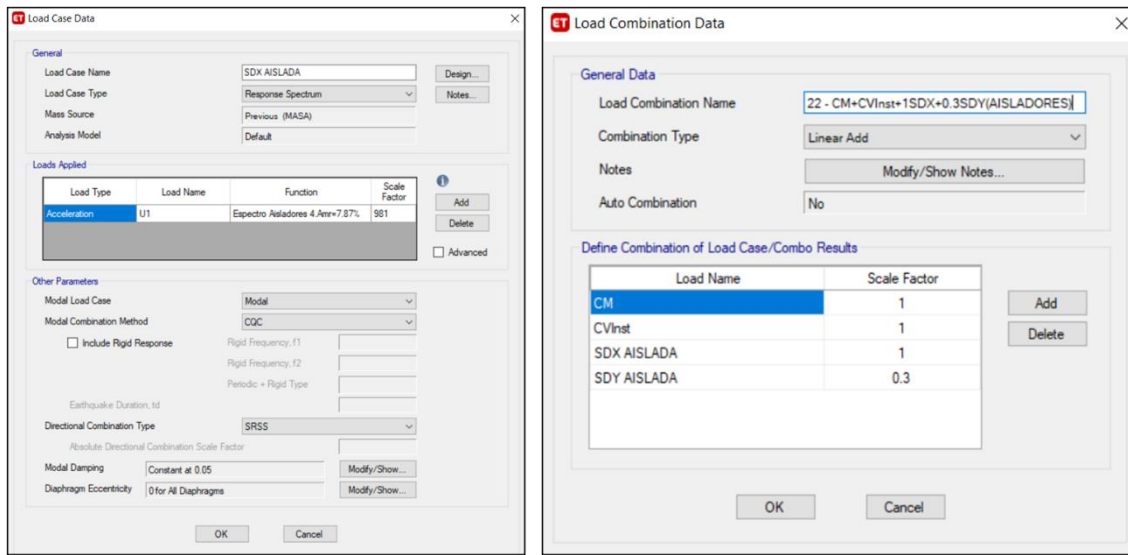 ET Load Case Data
General
Load Case Name SDX AISLADA Design...
Load Case Type Response Spectrum Notes...
Mass Source Previous (MASA)
Analysis Model Default
Loads Applied
Load Type Load Name Function Scale Factor
Acceleration U1 Espectro Aisladores 4.Amr=7.87% 981
Add
Delete
Advanced
Other Parameters
Modal Load Case Modal
Modal Combination Method CQC
Include Rigid Response Rigid Frequency, f1
Rigid Frequency, f2
Periodic + Rigid Type
Earthquake Duration, td
Directional Combination Type SRSS
Absolute Directional Combination Scale Factor
Modal Damping Constant at 0.05 Modify/Show...
Diaphragm Eccentricity 0 for All Diaphragms Modify/Show...
OK Cancel
ET Load Combination Data
General Data
Load Combination Name 22 - CM+CVInst+1SDX+0.3SDY(AISLADORES)
Combination Type Linear Add
Notes Modify/Show Notes...
Auto Combination No
Define Combination of Load Case/Combo Results
Load Name Scale Factor
CM 1 Add
CVInst 1 Delete
SDX AISLADA 1
SDY AISLADA 0.3
OK Cancel